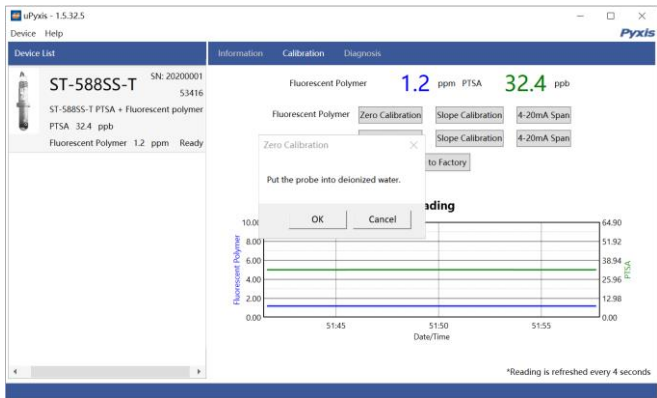 uPyxis - 1.5.32.5
Device Help
Pyxis
Device List
Information Calibration Diagnosis
ST-588SS-T
SN: 20200001
53416
ST-588SS-T PTSA + Fluorescent polymer
PTSA 32.4 ppb
Fluorescent Polymer 1.2 ppm Ready
Fluorescent Polymer 1.2 ppm PTSA 32.4 ppb
Fluorescent Polymer Zero Calibration Slope Calibration 4-20mA Span
Slope Calibration 4-20mA Span
to Factory
Zero Calibration
Put the probe into deionized water.
OK Cancel
ading
10.00
8.00
6.00
4.00
2.00
0.00
Fluorescent Polymer
64.90
51.92
38.94
25.96
12.98
0.00
PTSA
51:45 51:50 51:55
Date/Time
*Reading is refreshed every 4 seconds